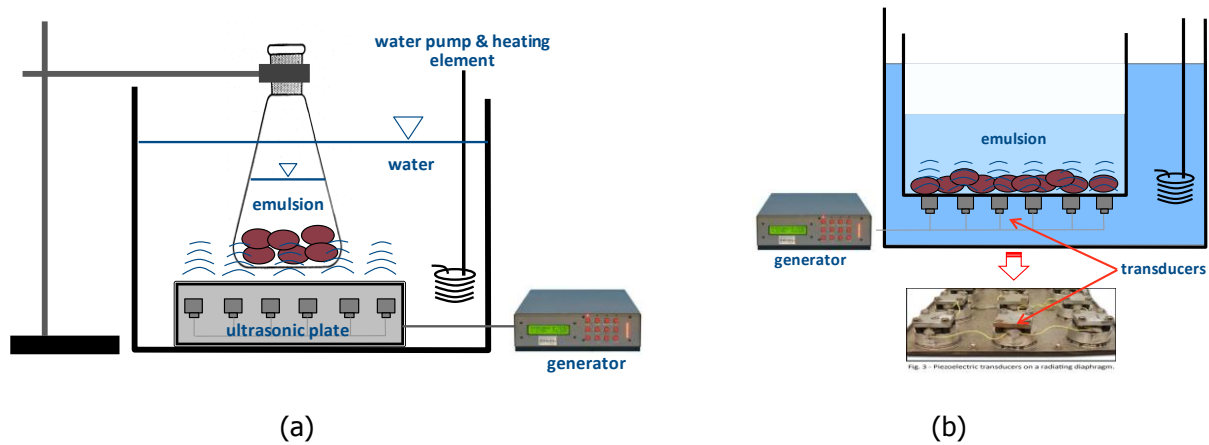 water pump & heating
element
water
emulsion
ultrasonic plate
generator
(a)
emulsion
generator
transducers
Fig. 3 - Piezoelectric transducers on a radiating diaphragm.
(b)